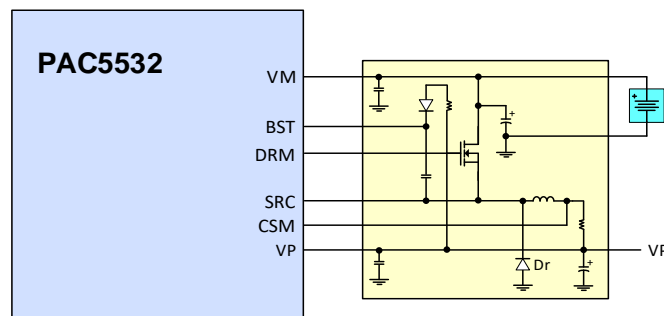 PAC5532
VM
BST
DRM
SRC
CSM
VP
Dr
VP
+
+
+